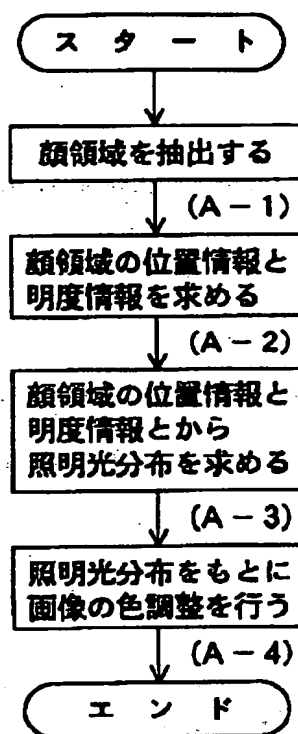 スタート
顔領域を抽出する
(A-1)
顔領域の位置情報と
明度情報を求める
(A-2)
顔領域の位置情報と
明度情報とから
照明光分布を求める
(A-3)
照明光分布をもとに
画像の色調整を行う
(A-4)
エンド